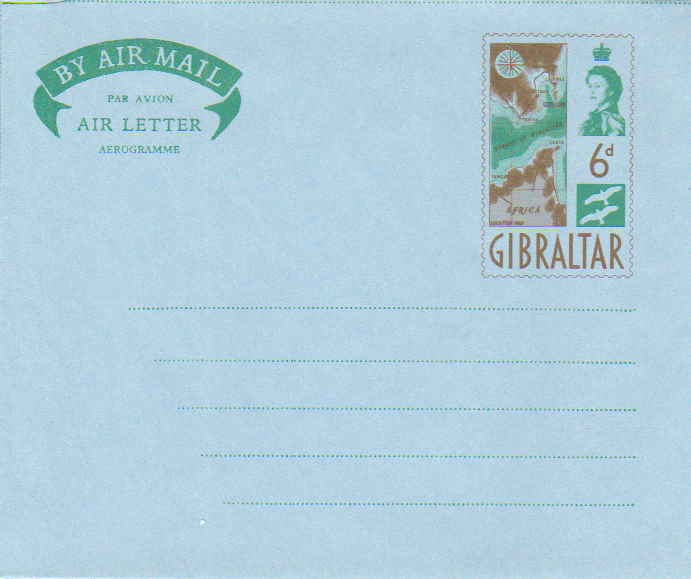 BY AIR MAIL
PAR AVION
AIR LETTER
AEROGRAMME
6d
AFRICA
GIBRALTAR